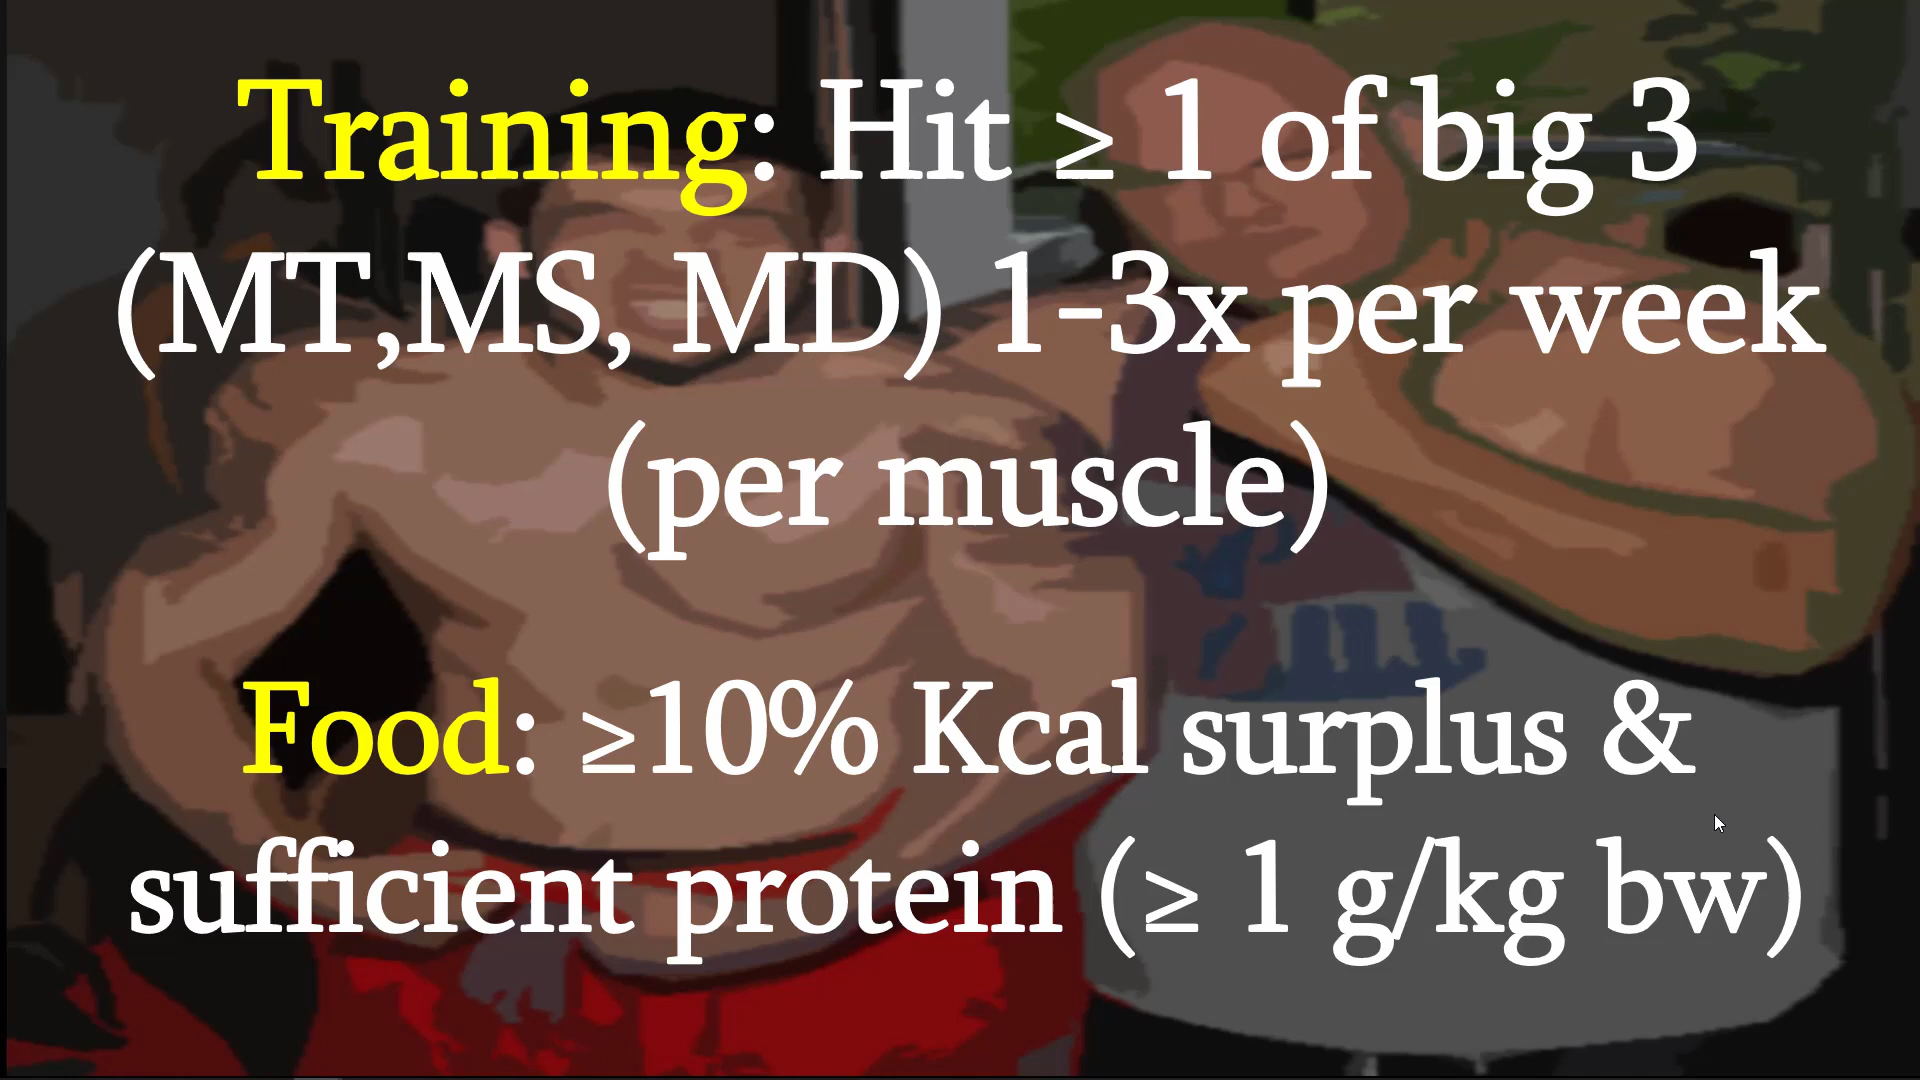 Training: Hit ≥ 1 of big 3
(MT,MS, MD) 1-3x per week
(per muscle)
Food: ≥10% Kcal surplus &
sufficient protein (≥ 1 g/kg bw)